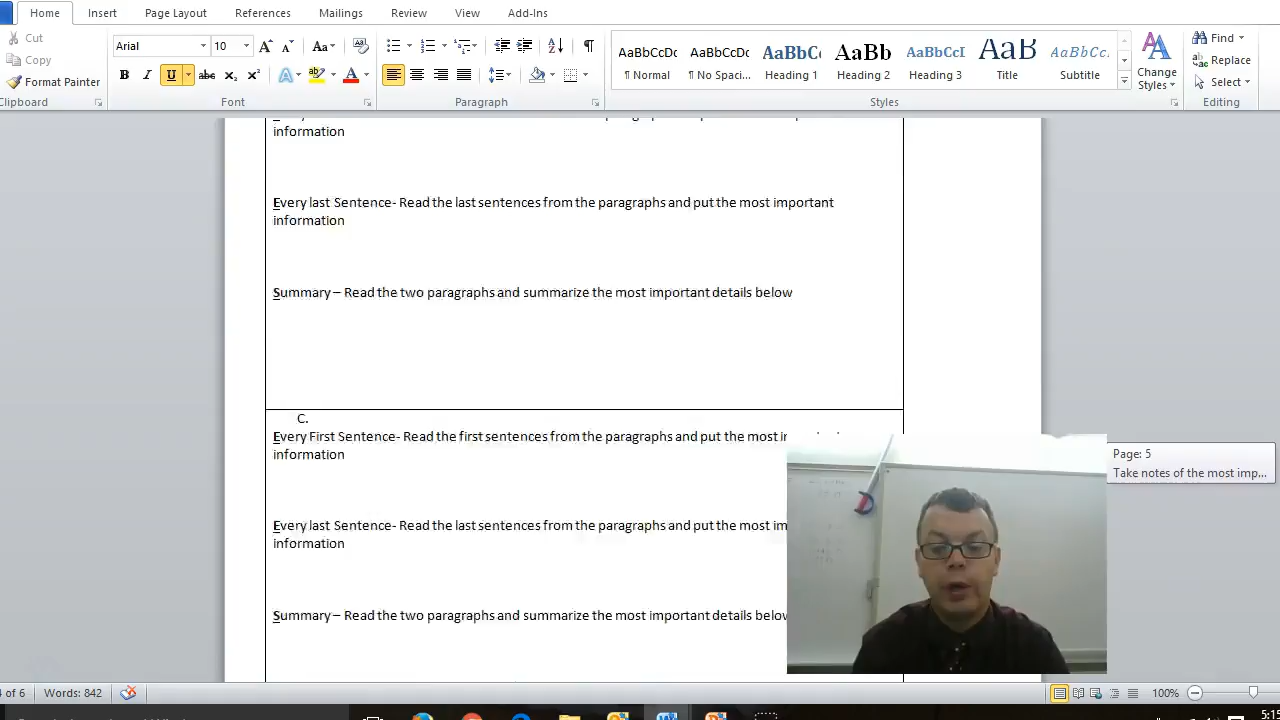 Home Insert Page Layout References Mailings Review View Add-Ins
Cut
Copy
Format Painter
Arial 10
Aa
B I U abc x₂ x² A A
¶
AaBbCcDc AaBbCcDc AaBbCc AaBb AaBbCcI AaB AaBbCc.
¶ Normal ¶ No Spaci... Heading 1 Heading 2 Heading 3 Title Subtitle
Change
Styles
Find
Replace
Select
Clipboard Font Paragraph Styles Editing
information
Every last Sentence- Read the last sentences from the paragraphs and put the most important
information
Summary – Read the two paragraphs and summarize the most important details below
C.
Every First Sentence- Read the first sentences from the paragraphs and put the most
information
Every last Sentence- Read the last sentences from the paragraphs and put the most
information
Summary – Read the two paragraphs and summarize the most important details below
Page: 5
Take notes of the most imp...
of 6 Words: 842 100%
5:15